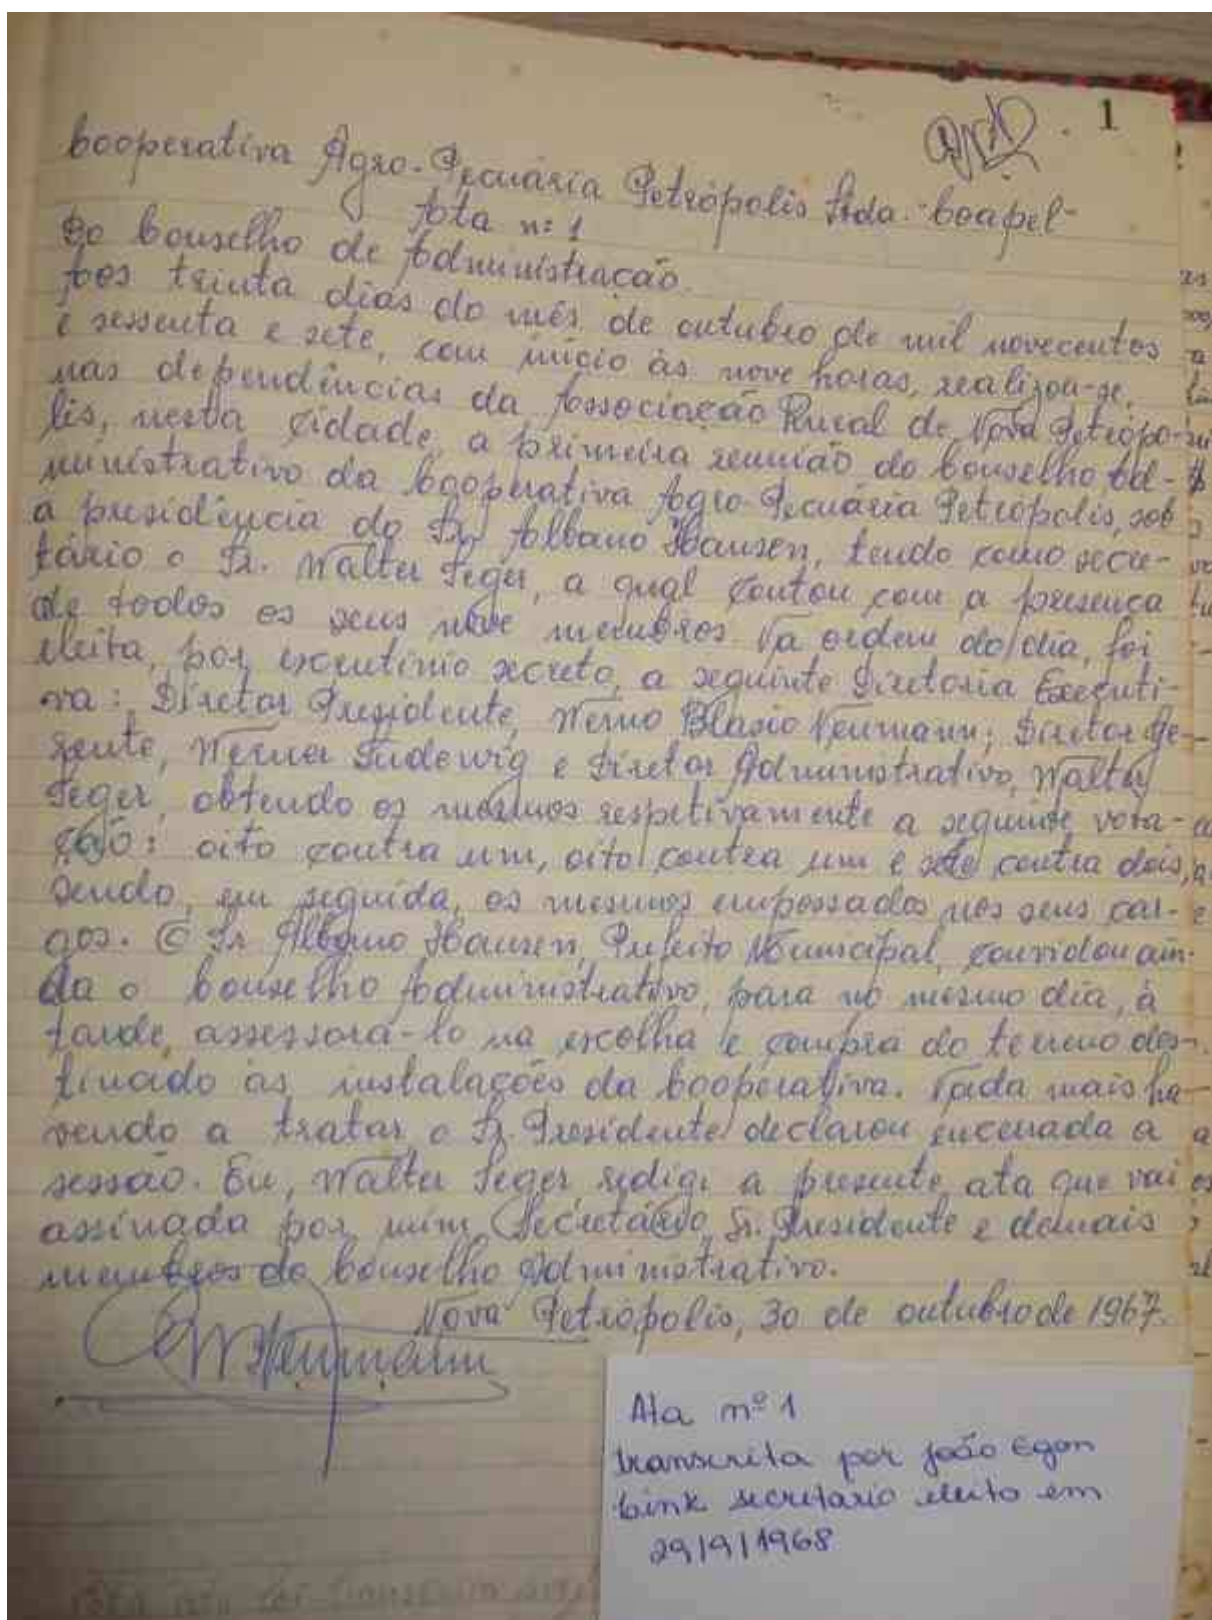 1
Cooperativa Agro-Pecuária Petrópolis Ltda. Coapel-
Ata nº 1
Do Conselho de Administração.
Aos trinta dias do mês de outubro de mil novecentos
e sessenta e sete, com início às nove horas, realizou-se,
nas dependências da Associação Rural de Nova Petrópo-
lis, nesta cidade, a primeira reunião do Conselho Ad-
ministrativo da Cooperativa Agro-Pecuária Petrópolis, sob
a presidência do Sr. Albano Hansen, tendo como secre-
tário o Sr. Walter Seger, a qual contou com a presença
de todos os seus nove membros. Na ordem do dia, foi
eleita, por escrutínio secreto, a seguinte Diretoria Executi-
va: Diretor Presidente, Werno Blasio Neumann; Diretor Ge-
rente, Werner Ludewig e Diretor Administrativo, Walter
Seger, obtendo os mesmos respetivamente a seguinte vota-
ção: oito contra um, oito contra um e sete contra dois,
sendo, em seguida, os mesmos empossados nos seus car-
gos. O Sr. Albano Hansen, Prefeito Municipal, convidou ain-
da o Conselho Administrativo, para no mesmo dia, à
tarde, assessorá-lo na escolha e compra do terreno des-
tinado às instalações da Cooperativa. Nada mais ha-
vendo a tratar, o Sr. Presidente declarou encerrada a
sessão. Eu, Walter Seger, redigi a presente ata que vai
assinada por mim, Secretário, Sr. Presidente e demais
membros do Conselho Administrativo.
Nova Petrópolis, 30 de outubro de 1967.
Neumann
Ata nº 1
transcrita por João Egon
Link secretario eleito em
29/9/1968